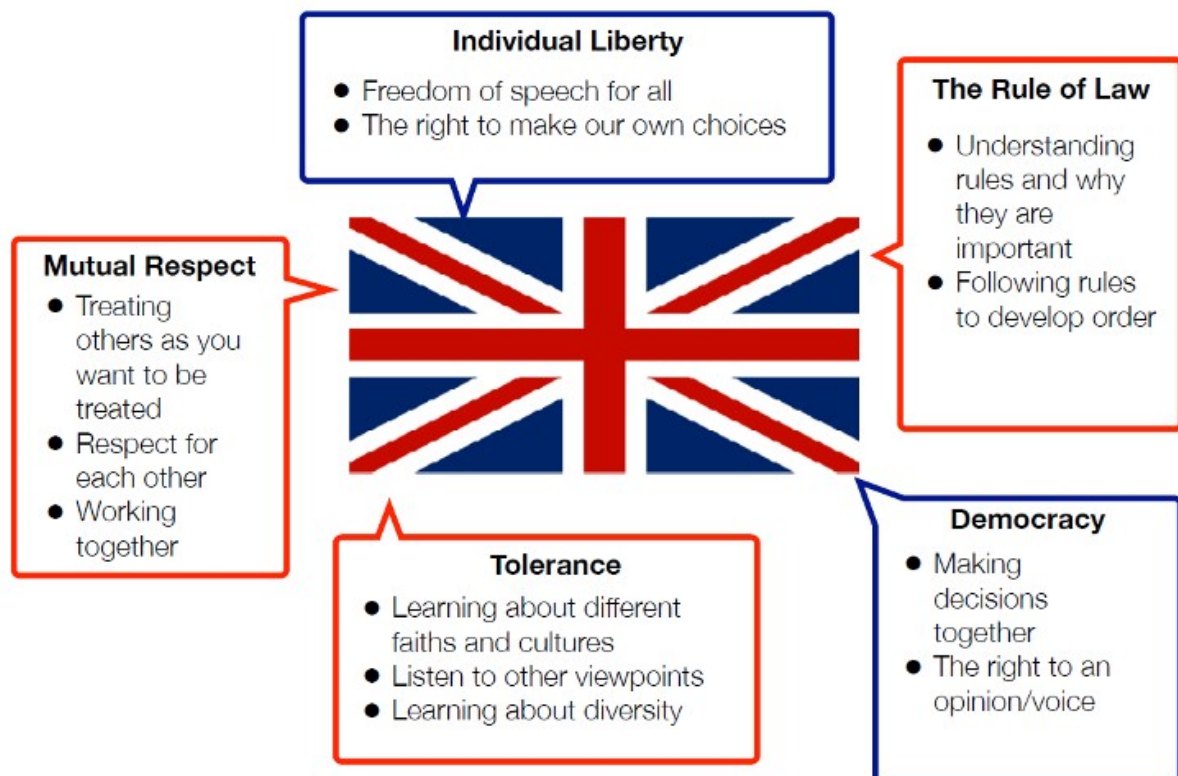 Individual Liberty
● Freedom of speech for all
● The right to make our own choices
The Rule of Law
● Understanding
rules and why
they are
important
● Following rules
to develop order
Mutual Respect
● Treating
others as you
want to be
treated
● Respect for
each other
● Working
together
Tolerance
● Learning about different
faiths and cultures
● Listen to other viewpoints
● Learning about diversity
Democracy
● Making
decisions
together
● The right to an
opinion/voice